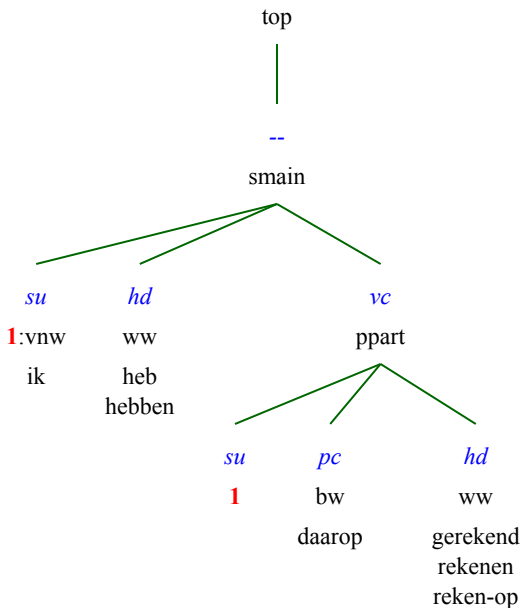 top
--
smain
su hd vc
1:vnw ww ppart
ik heb
hebben
su pc hd
1 bw ww
daarop gerekend
rekenen
reken-op